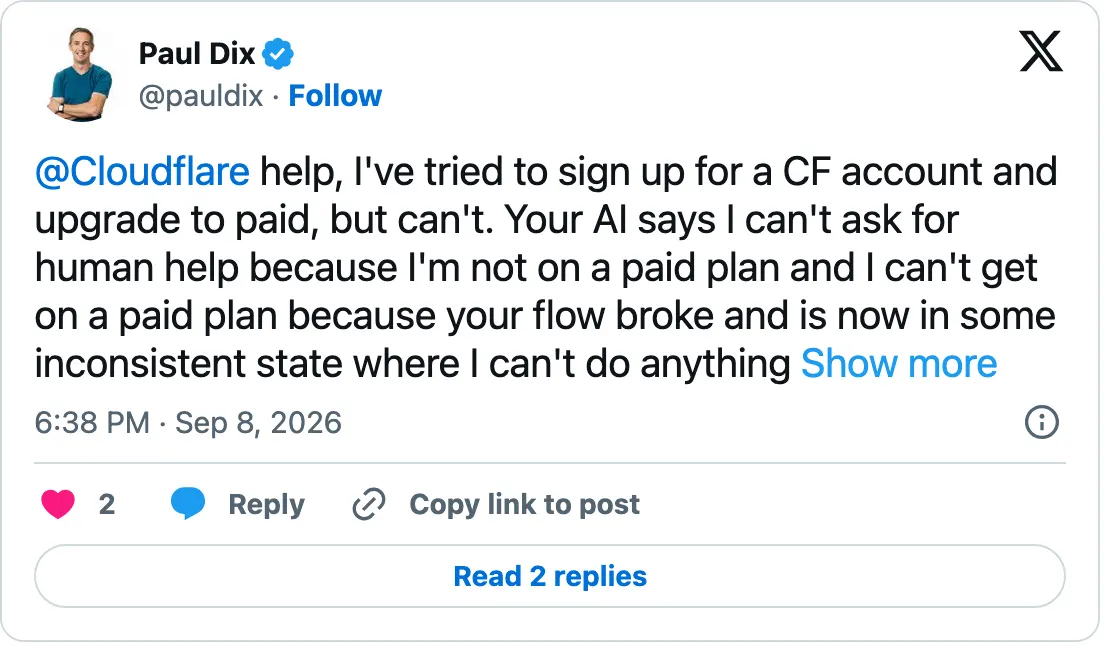 Paul Dix
@pauldix · Follow
@Cloudflare help, I've tried to sign up for a CF account and
upgrade to paid, but can't. Your AI says I can't ask for
human help because I'm not on a paid plan and I can't get
on a paid plan because your flow broke and is now in some
inconsistent state where I can't do anything Show more
6:38 PM · Sep 8, 2026
2 Reply Copy link to post
Read 2 replies